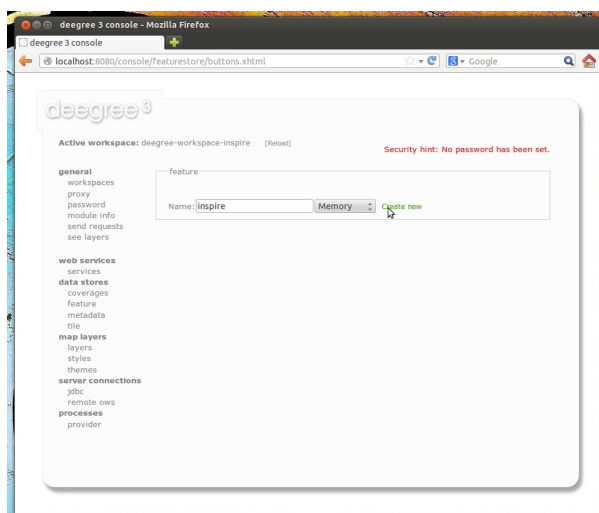 deegree 3 console - Mozilla Firefox
deegree 3 console
localhost:8080/console/featurestore/buttons.xhtml
Google
deegree 3
Active workspace: deegree-workspace-inspire [Reload]
Security hint: No password has been set.
general
workspaces
proxy
password
module info
send requests
see layers
web services
services
data stores
coverages
feature
metadata
tile
map layers
layers
styles
themes
server connections
jdbc
remote ows
processes
provider
feature
Name: inspire Memory Create new